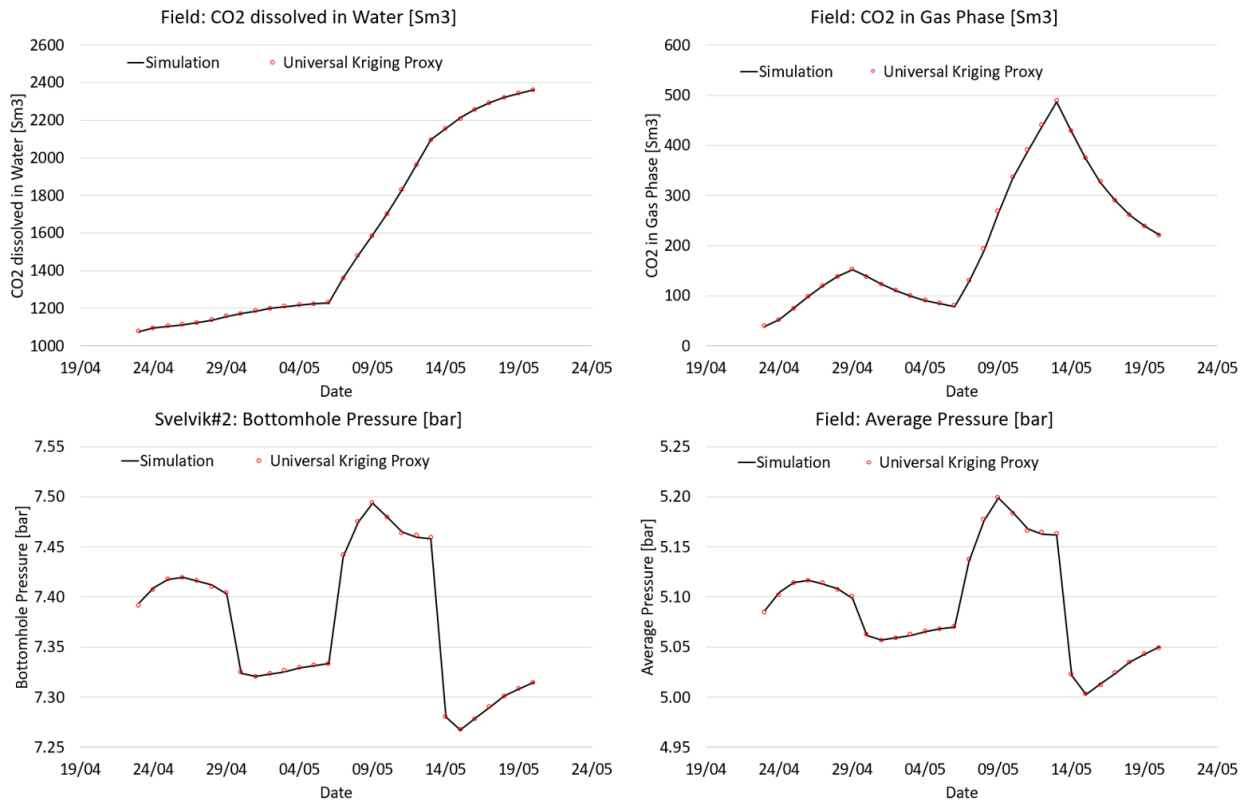 Field: CO2 dissolved in Water [Sm3]
2600
2400
2200
2000
1800
1600
1400
1200
1000
CO2 dissolved in Water [Sm3]
Simulation
Universal Kriging Proxy
19/04 24/04 29/04 04/05 09/05 14/05 19/05 24/05
Date
Field: CO2 in Gas Phase [Sm3]
600
500
400
300
200
100
0
CO2 in Gas Phase [Sm3]
Simulation
Universal Kriging Proxy
19/04 24/04 29/04 04/05 09/05 14/05 19/05 24/05
Date
Svelvik#2: Bottomhole Pressure [bar]
7.55
7.50
7.45
7.40
7.35
7.30
7.25
Bottomhole Pressure [bar]
Simulation
Universal Kriging Proxy
19/04 24/04 29/04 04/05 09/05 14/05 19/05 24/05
Date
Field: Average Pressure [bar]
5.25
5.20
5.15
5.10
5.05
5.00
4.95
Average Pressure [bar]
Simulation
Universal Kriging Proxy
19/04 24/04 29/04 04/05 09/05 14/05 19/05 24/05
Date